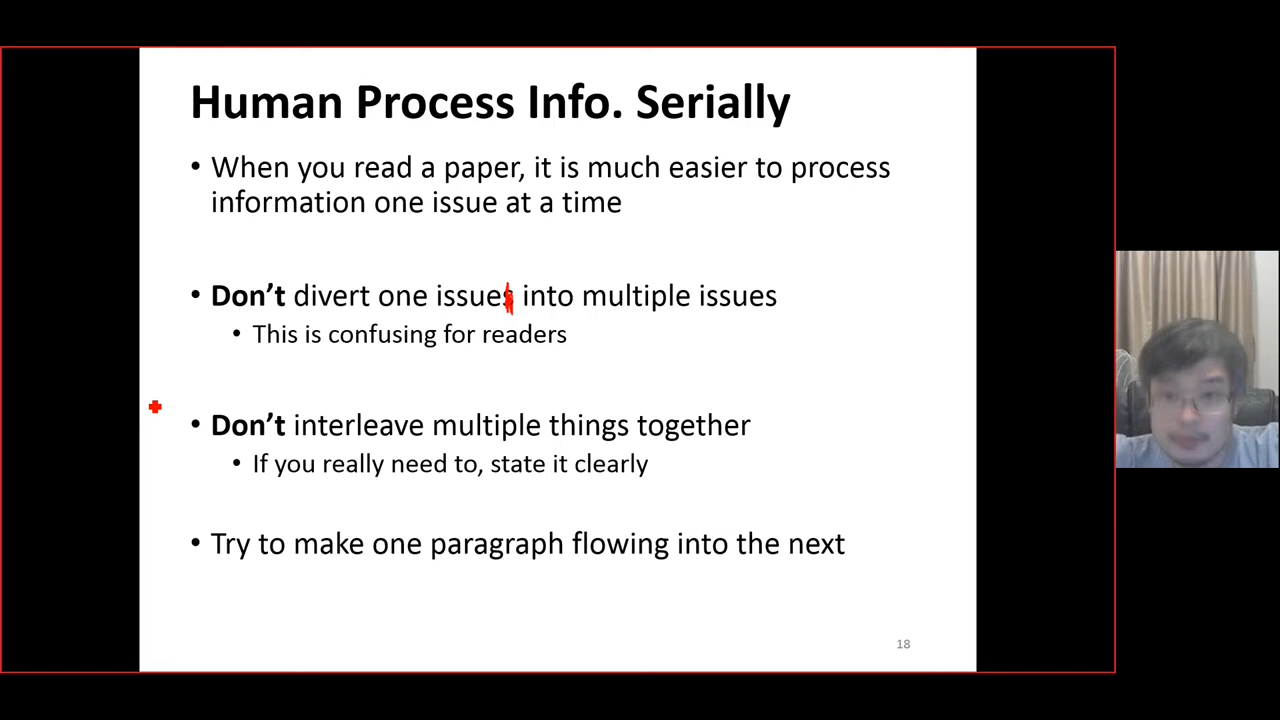 Human Process Info. Serially
• When you read a paper, it is much easier to process
information one issue at a time
• Don't divert one issues into multiple issues
• This is confusing for readers
• Don't interleave multiple things together
• If you really need to, state it clearly
• Try to make one paragraph flowing into the next
18